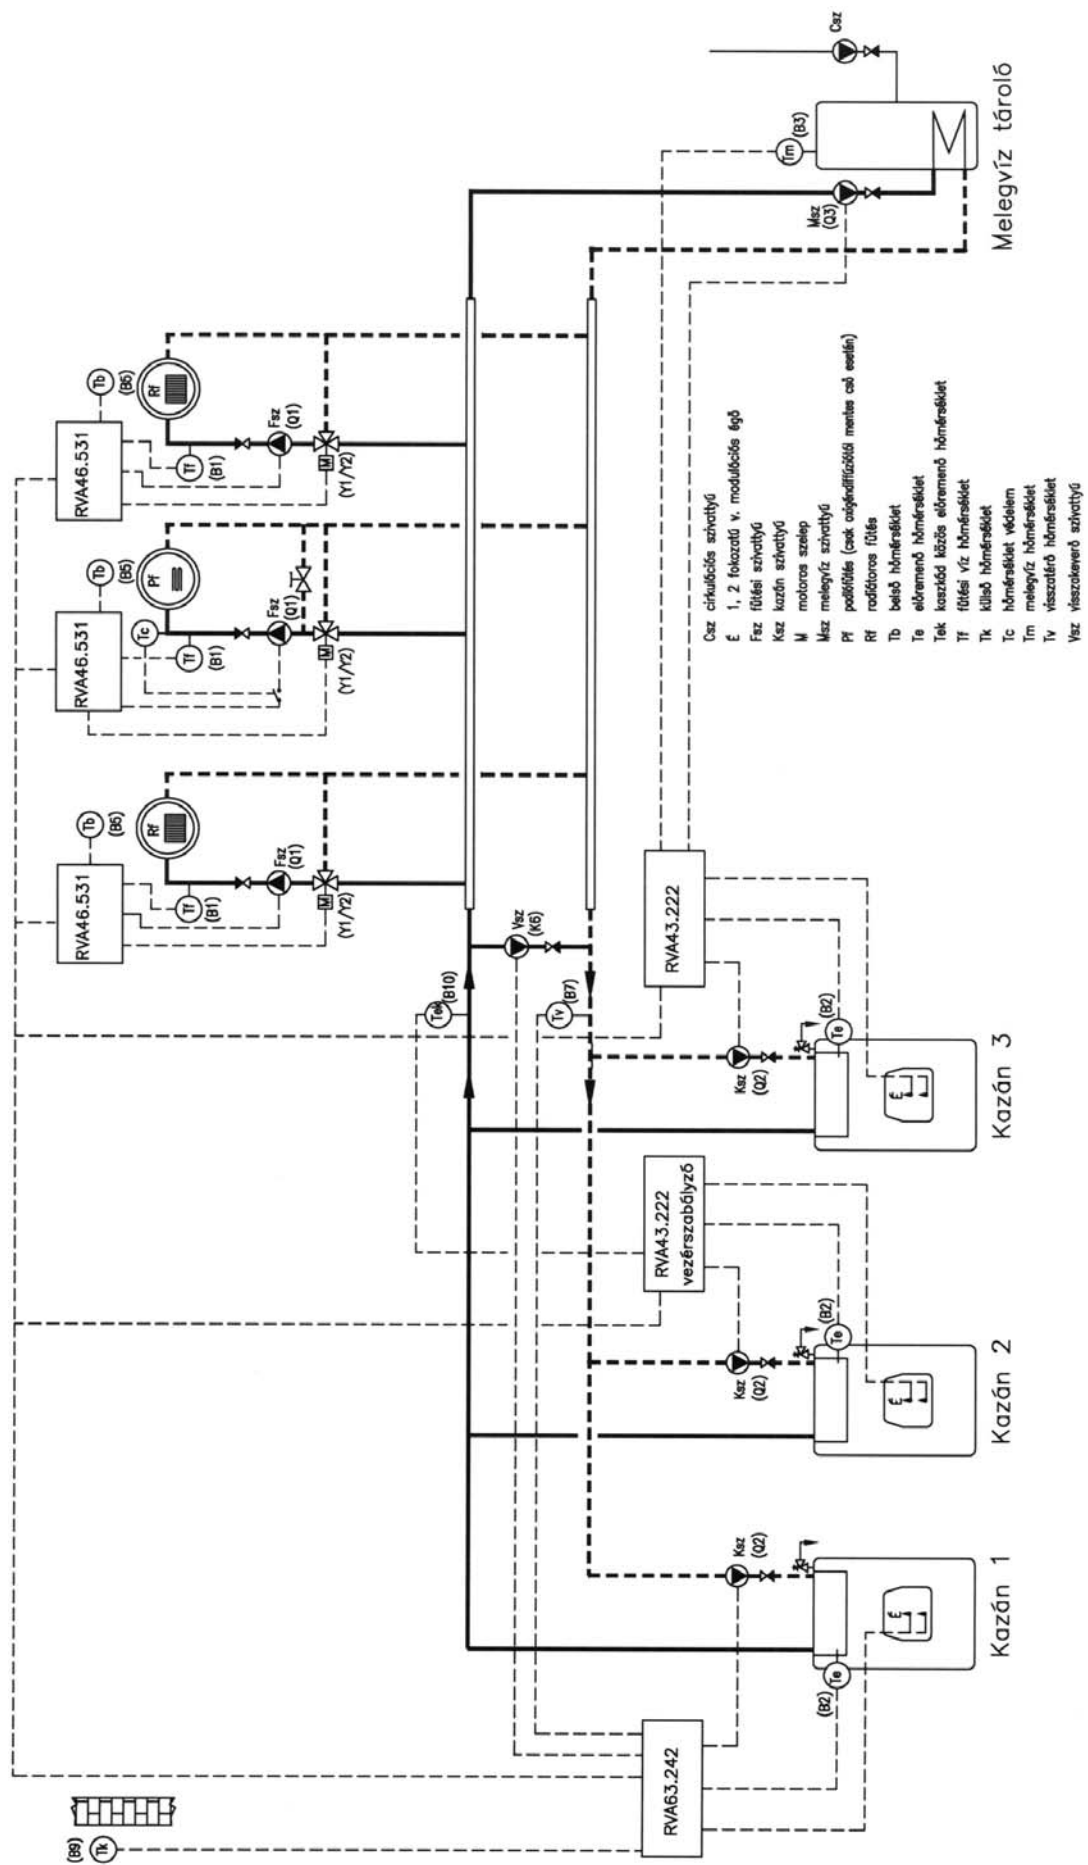 (B9)
Tk
RVA63.242
(B2)
Te
Ksz
(Q2)
É
Kazán 1
RVA43.222
vezérszabályzó
Ksz
(Q2)
(B2)
Te
É
Kazán 2
RVA43.222
Ksz
(Q2)
(B2)
Te
É
Kazán 3
Tek
(B10)
Tv
(B7)
Vsz
(K6)
RVA46.531
Tb
(B5)
Rf
Tf
(B1)
Fsz
(Q1)
M
(Y1/Y2)
RVA46.531
Tb
(B5)
Pf
Tc
Tf
(B1)
Fsz
(Q1)
M
(Y1/Y2)
RVA46.531
Tb
(B5)
Rf
Tf
(B1)
Fsz
(Q1)
M
(Y1/Y2)
Msz
(Q3)
Tm
(B3)
Csz
Melegvíz tároló
Csz cirkulációs szivattyú
É 1, 2 fokozatú v. modulációs égő
Fsz fűtési szivattyú
Ksz kazán szivattyú
M motoros szelep
Msz melegvíz szivattyú
Pf padlófűtés (csak oxigéndiffúziótól mentes cső esetén)
Rf radiátoros fűtés
Tb belső hőmérséklet
Te előremenő hőmérséklet
Tek kaszkád közös előremenő hőmérséklet
Tf fűtési víz hőmérséklet
Tk külső hőmérséklet
Tc hőmérséklet védelem
Tm melegvíz hőmérséklet
Tv visszatérő hőmérséklet
Vsz visszakeverő szivattyú